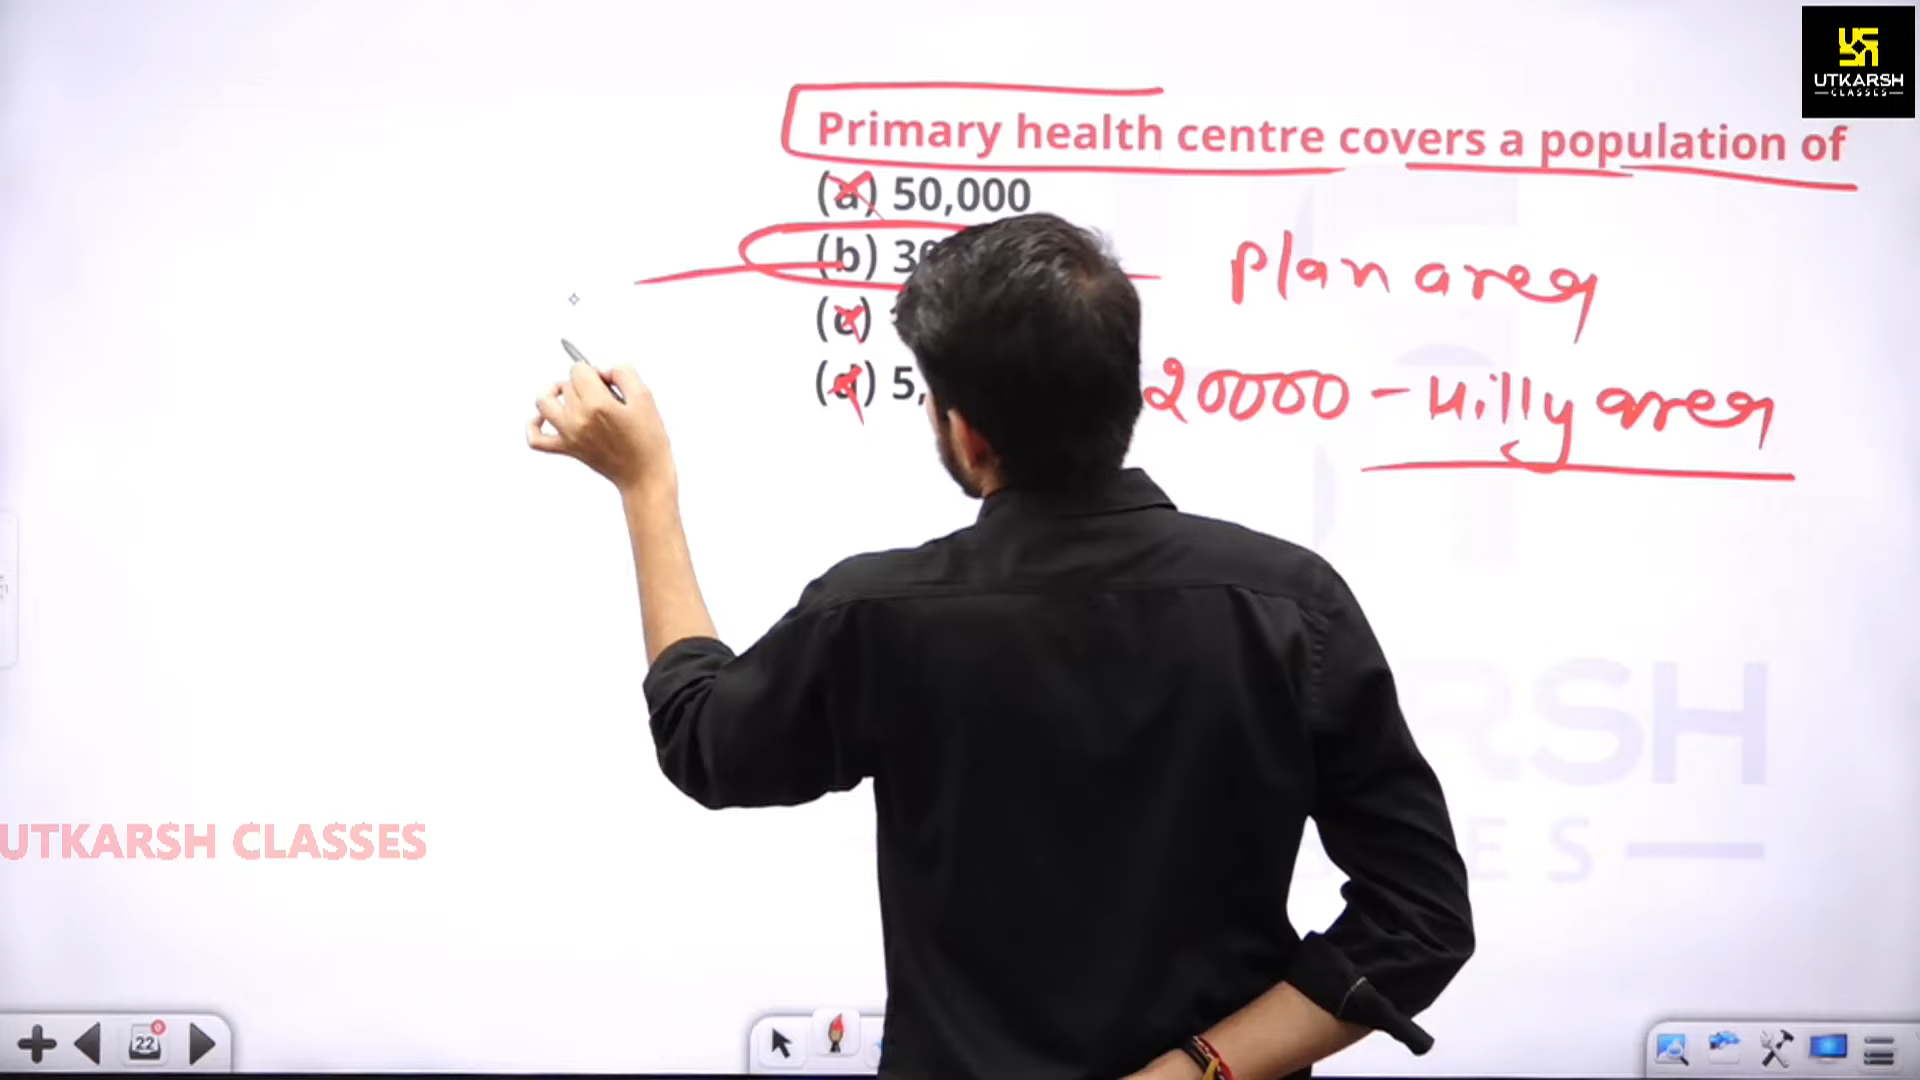 UTKARSH
CLASSES
Primary health centre covers a population of
(a) 50,000
(b) 30
plan area
(c)
(d) 5,
20000 - Hilly area
UTKARSH CLASSES
22